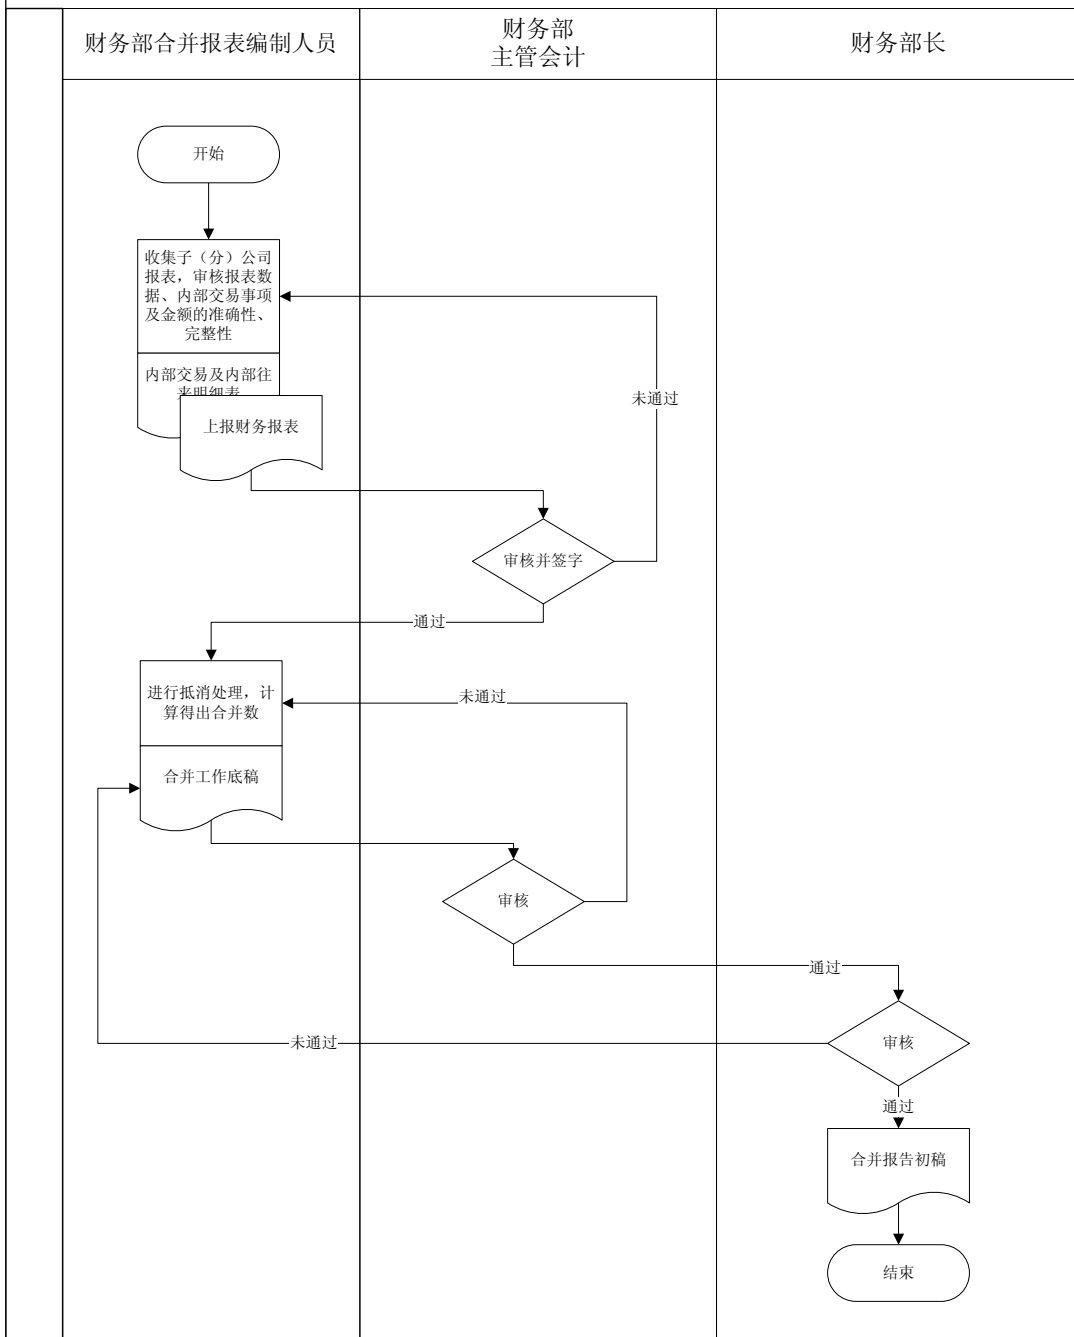 财务部合并报表编制人员
财务部
主管会计
财务部长
开始
收集子（分）公司
报表，审核报表数
据、内部交易事项
及金额的准确性、
完整性
内部交易及内部往
来明细表
上报财务报表
未通过
审核并签字
通过
进行抵消处理，计
算得出合并数
未通过
合并工作底稿
审核
通过
未通过
审核
通过
合并报告初稿
结束